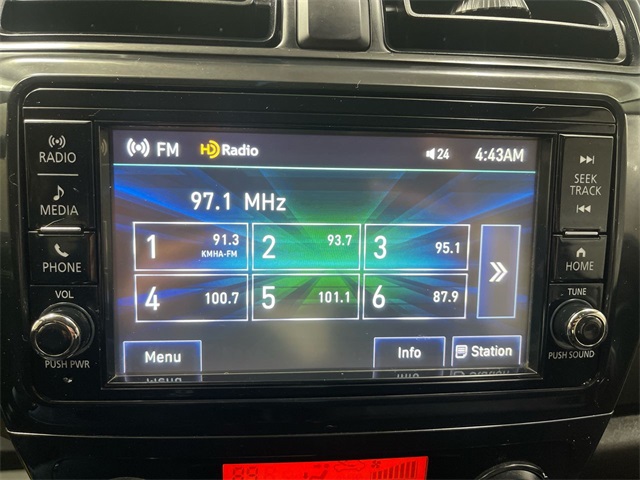 RADIO
MEDIA
PHONE
VOL
PUSH PWR
FM HD Radio 24 4:43AM
97.1 MHz
1 91.3 KMHA-FM
2 93.7
3 95.1
4 100.7
5 101.1
6 87.9
Menu Info Station
SEEK
TRACK
HOME
TUNE
PUSH SOUND